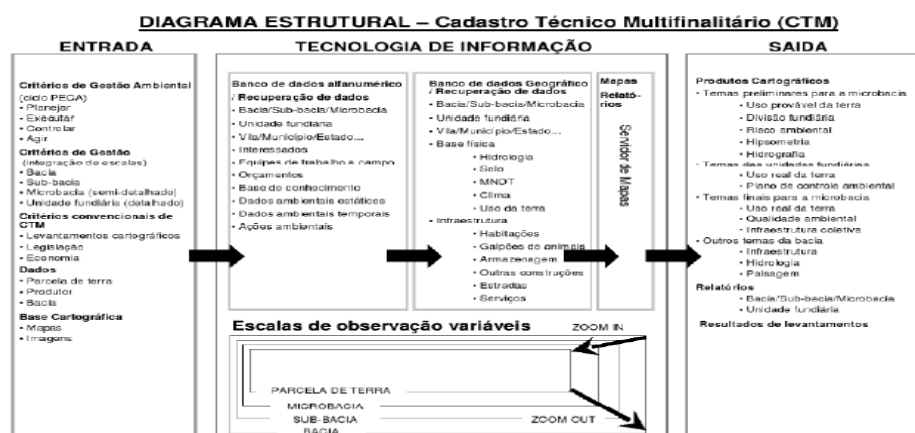 DIAGRAMA ESTRUTURAL – Cadastro Técnico Multifinalitário (CTM)
ENTRADA
Critérios de Gestão Ambiental
(ciclo PECA)
• Planejar
• Executar
• Controlar
• Agir
Critérios de Gestão
(integração de escalas)
• Bacia
• Sub-bacia
• Microbacia (semi-detalhado)
• Unidade fundiária (detalhado)
Critérios convencionais de
CTM
• Levantamentos cartográficos
• Legislação
• Economia
Dados
• Parcela de terra
• Produtor
• Bacia
Base Cartográfica
• Mapas
• Imagens
TECNOLOGIA DE INFORMAÇÃO
Banco de dados alfanumérico
/ Recuperação de dados
• Bacia/Sub-bacia/Microbacia
• Unidade fundiária
• Vila/Município/Estado...
• Interessados
• Equipes de trabalho a campo
• Orçamentos
• Base de conhecimento
• Dados ambientais estáticos
• Dados ambientais temporais
• Ações ambientais
Banco de dados Geográfico
/ Recuperação de dados
• Bacia/Sub-bacia/Microbacia
• Unidade fundiária
• Vila/Município/Estado...
• Base física
• Hidrologia
• Solo
• MNDT
• Clima
• Uso da terra
• Infraestrutura
• Habitações
• Galpões de animais
• Armazenagem
• Outras construções
• Estradas
• Serviços
Mapas
Relató-
rios
Servidor de Mapas
Escalas de observação variáveis
ZOOM IN
PARCELA DE TERRA
MICROBACIA
SUB-BACIA
BACIA
ZOOM OUT
SAIDA
Produtos Cartográficos
• Temas preliminares para a microbacia
• Uso provável da terra
• Divisão fundiária
• Risco ambiental
• Hipsometria
• Hidrografia
• Temas das unidades fundiárias
• Uso real da terra
• Plano de controle ambiental
• Temas finais para a microbacia
• Uso real da terra
• Qualidade ambiental
• Infraestrutura coletiva
• Outros temas da bacia
• Infraestrutura
• Hidrologia
• Paisagem
Relatórios
• Bacia/Sub-bacia/Microbacia
• Unidade fundiária
Resultados de levantamentos